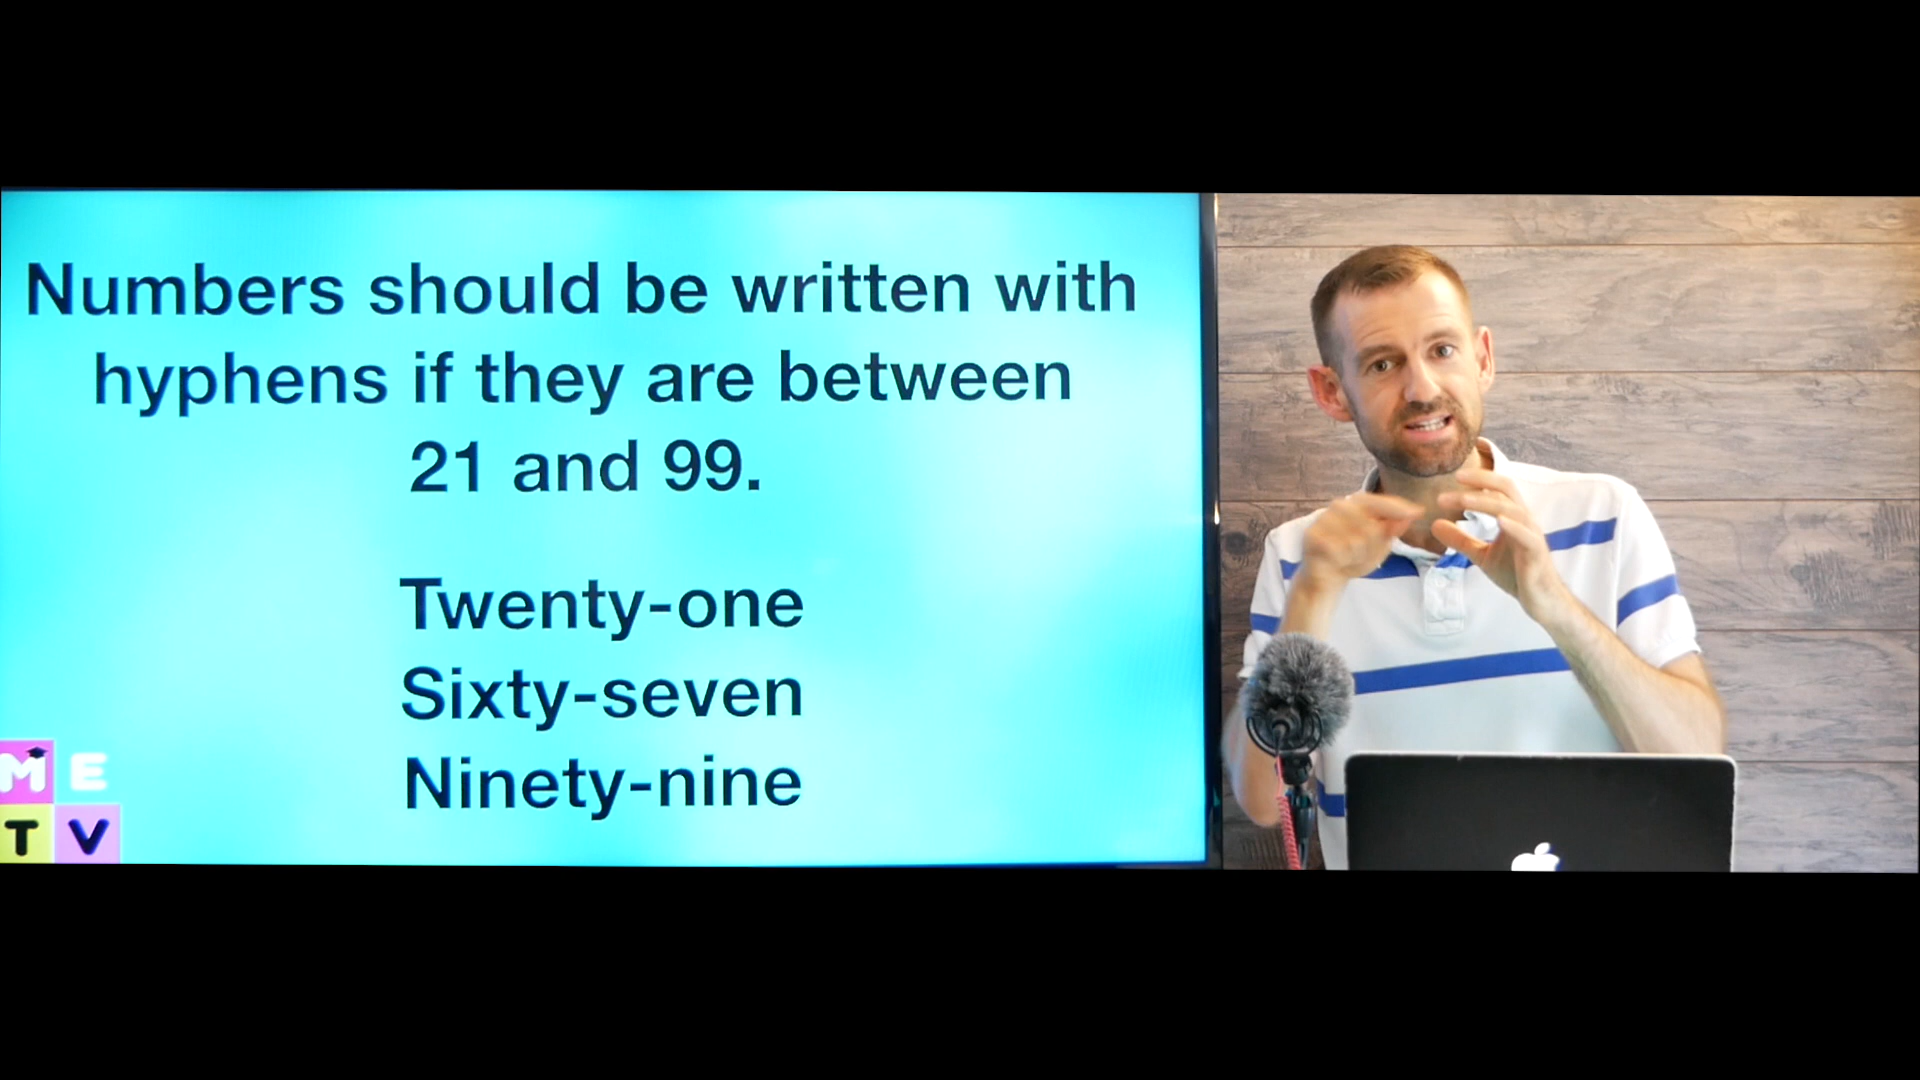 Numbers should be written with
hyphens if they are between
21 and 99.
Twenty-one
Sixty-seven
Ninety-nine
M E
T V